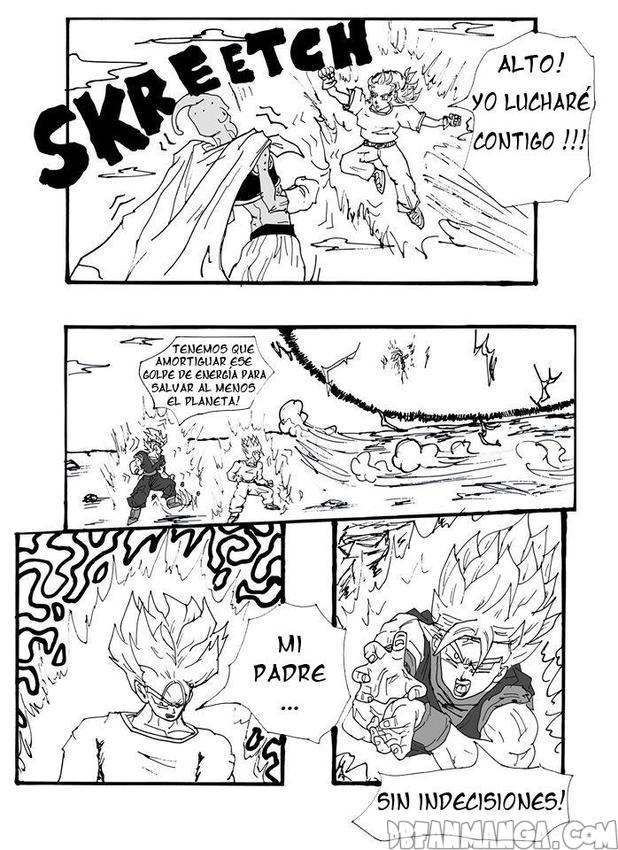 SKREETCH
ALTO!
YO LUCHARÉ
CONTIGO !!!
TENEMOS QUE
AMORTIGUAR ESE
GOLPE DE ENERGÍA PARA
SALVAR AL MENOS
EL PLANETA!
MI
PADRE
...
SIN INDECISIONES!
DBFANMANGA.COM